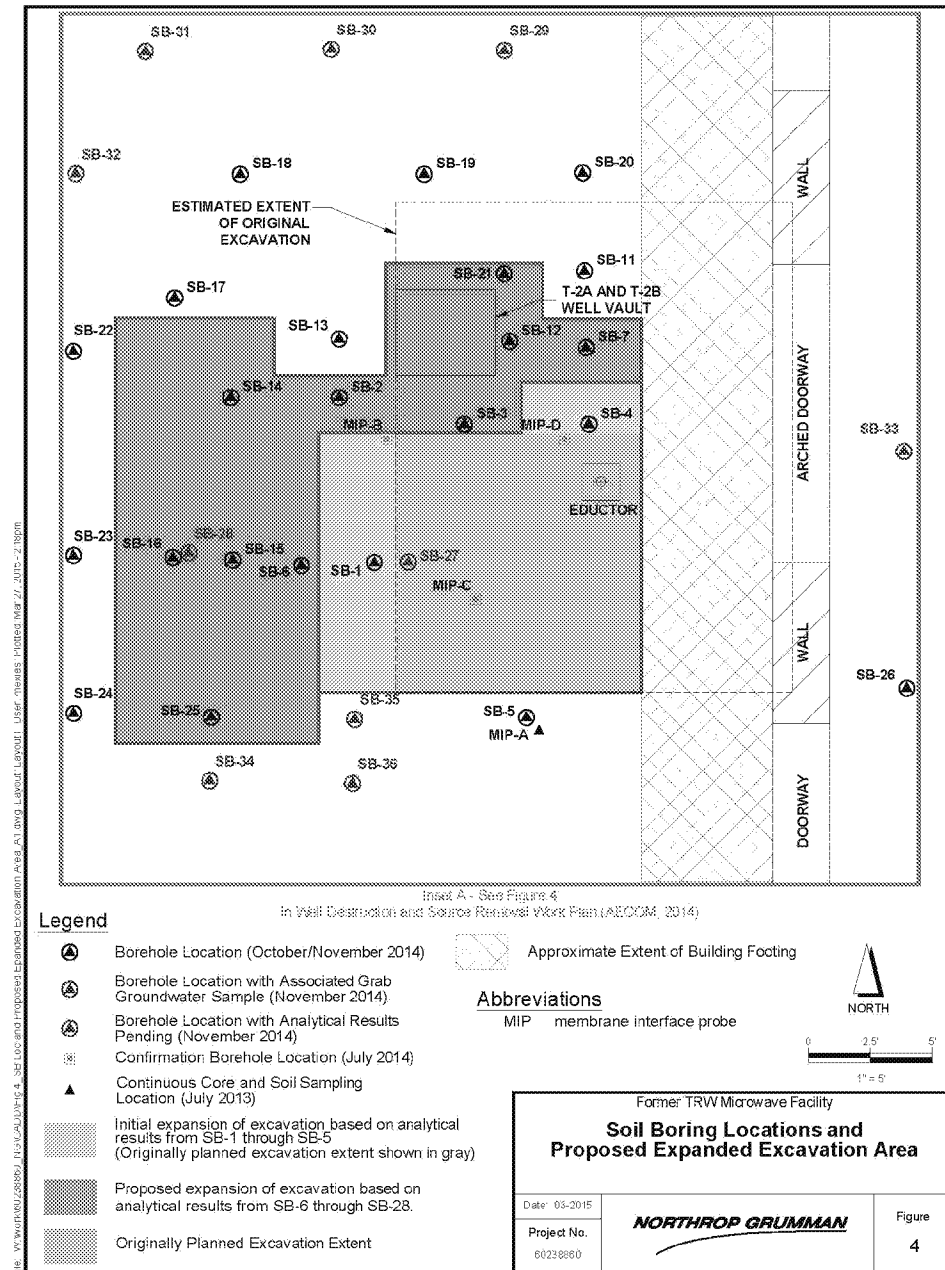 SB-31
SB-30
SB-29
SB-32
SB-18
SB-19
SB-20
WALL
ESTIMATED EXTENT
OF ORIGINAL
EXCAVATION
SB-17
SB-21
SB-11
T-2A AND T-2B
WELL VAULT
SB-22
SB-13
SB-12
SB-7
ARCHED DOORWAY
SB-14
SB-2
SB-3
SB-4
MIP-B
MIP-D
SB-33
EDUCTOR
SB-23
SB-16
SB-28
SB-15
SB-6
SB-1
SB-27
MIP-C
WALL
SB-26
SB-24
SB-25
SB-35
SB-5
MIP-A
SB-34
SB-36
DOORWAY
Inset A - See Figure 4
In Well Destruction and Source Removal Work Plan (AECOM, 2014)
Legend
Borehole Location (October/November 2014)
Borehole Location with Associated Grab
Groundwater Sample (November 2014)
Borehole Location with Analytical Results
Pending (November 2014)
Confirmation Borehole Location (July 2014)
Continuous Core and Soil Sampling
Location (July 2013)
Initial expansion of excavation based on analytical
results from SB-1 through SB-5
(Originally planned excavation extent shown in gray)
Proposed expansion of excavation based on
analytical results from SB-6 through SB-28.
Originally Planned Excavation Extent
Approximate Extent of Building Footing
Abbreviations
MIP membrane interface probe
NORTH
0 2.5' 5'
1" = 5'
Former TRW Microwave Facility
Soil Boring Locations and
Proposed Expanded Excavation Area
Date: 03-2015
Project No.
60238860
NORTHROP GRUMMAN
Figure
4